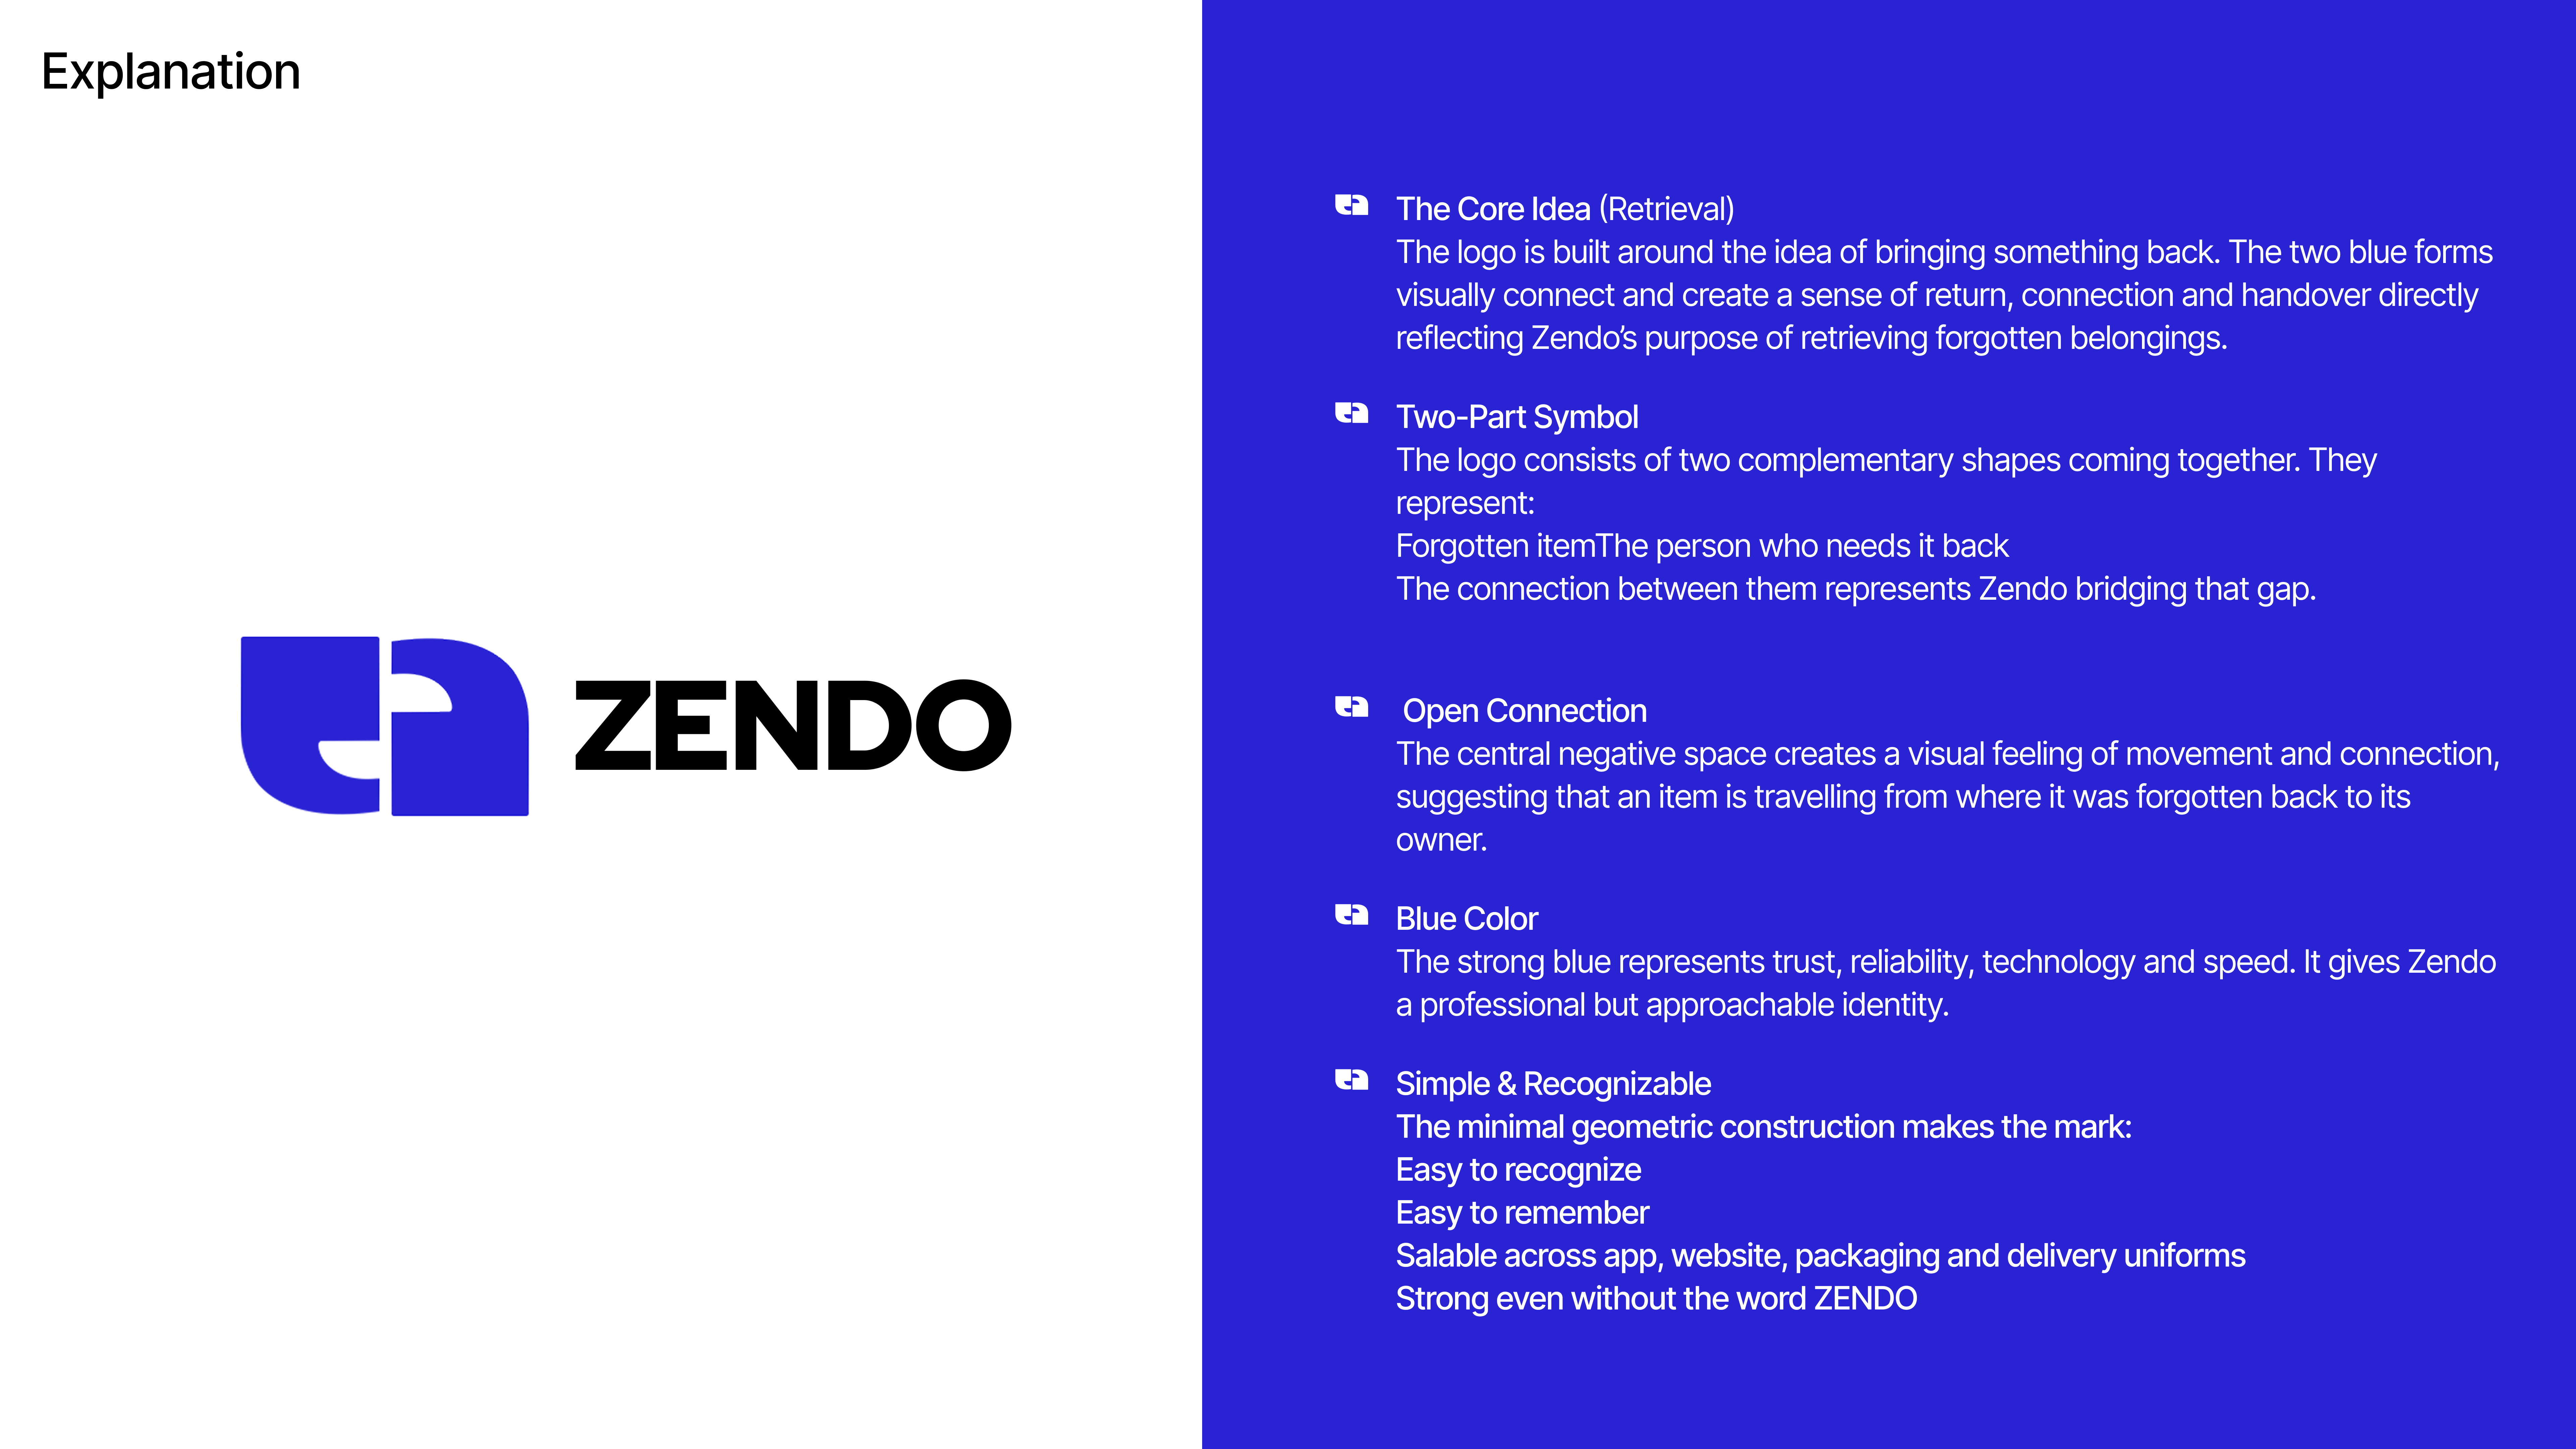 Explanation
ZENDO
The Core Idea (Retrieval)
The logo is built around the idea of bringing something back. The two blue forms
visually connect and create a sense of return, connection and handover directly
reflecting Zendo’s purpose of retrieving forgotten belongings.
Two-Part Symbol
The logo consists of two complementary shapes coming together. They
represent:
Forgotten itemThe person who needs it back
The connection between them represents Zendo bridging that gap.
Open Connection
The central negative space creates a visual feeling of movement and connection,
suggesting that an item is travelling from where it was forgotten back to its
owner.
Blue Color
The strong blue represents trust, reliability, technology and speed. It gives Zendo
a professional but approachable identity.
Simple & Recognizable
The minimal geometric construction makes the mark:
Easy to recognize
Easy to remember
Salable across app, website, packaging and delivery uniforms
Strong even without the word ZENDO